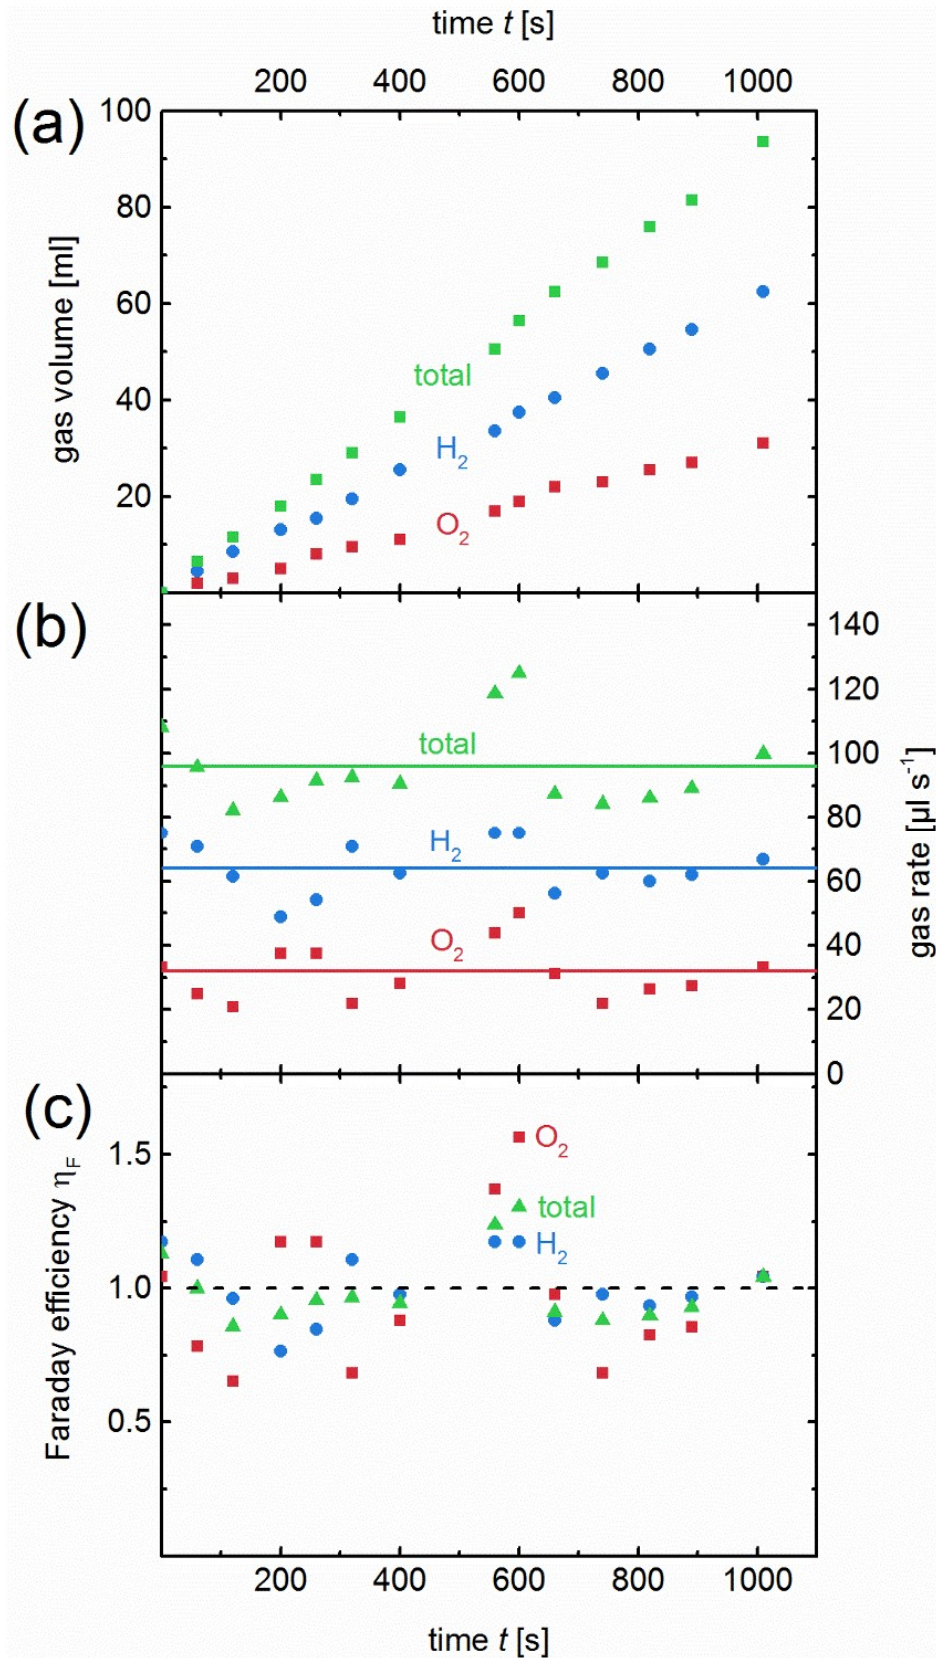 time t [s]
200 400 600 800 1000
(a)
100
80
60
40
20
gas volume [ml]
total
H₂
O₂
(b)
140
120
100
80
60
40
20
0
gas rate [µl s⁻¹]
total
H₂
O₂
(c)
1.5
1.0
0.5
Faraday efficiency η_F
O₂
total
H₂
200 400 600 800 1000
time t [s]